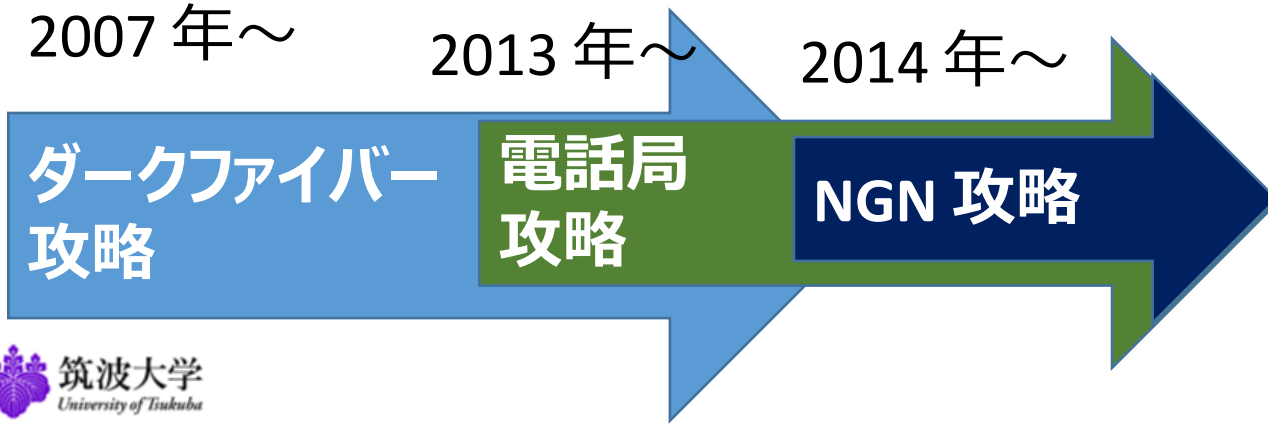 2007 年～
2013 年～
2014 年～
ダークファイバー
攻略
電話局
攻略
NGN 攻略
筑波大学
University of Tsukuba